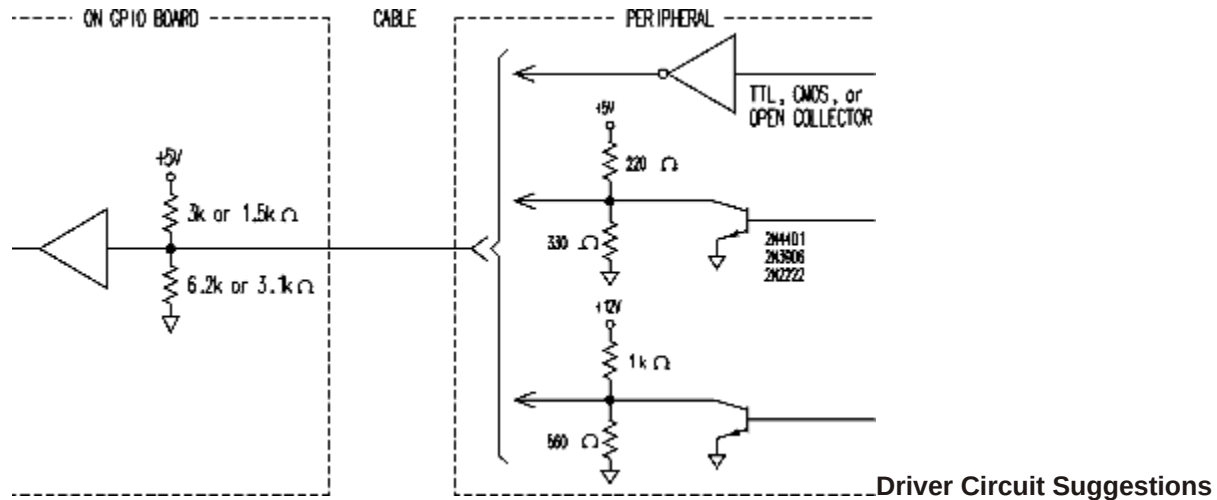 ON GPIO BOARD
CABLE
PERIPHERAL
TTL, CMOS, or
OPEN COLLECTOR
+5V
220 Ω
+5V
3k or 1.5k Ω
330 Ω
2N4401
2N3906
2N2222
6.2k or 3.1k Ω
+12V
1k Ω
560 Ω
Driver Circuit Suggestions